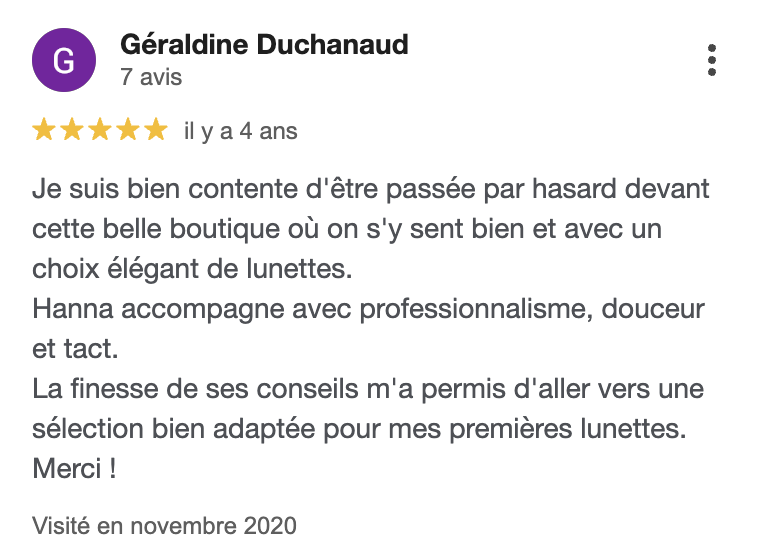 G
Géraldine Duchanaud
7 avis
il y a 4 ans
Je suis bien contente d'être passée par hasard devant
cette belle boutique où on s'y sent bien et avec un
choix élégant de lunettes.
Hanna accompagne avec professionnalisme, douceur
et tact.
La finesse de ses conseils m'a permis d'aller vers une
sélection bien adaptée pour mes premières lunettes.
Merci !
Visité en novembre 2020